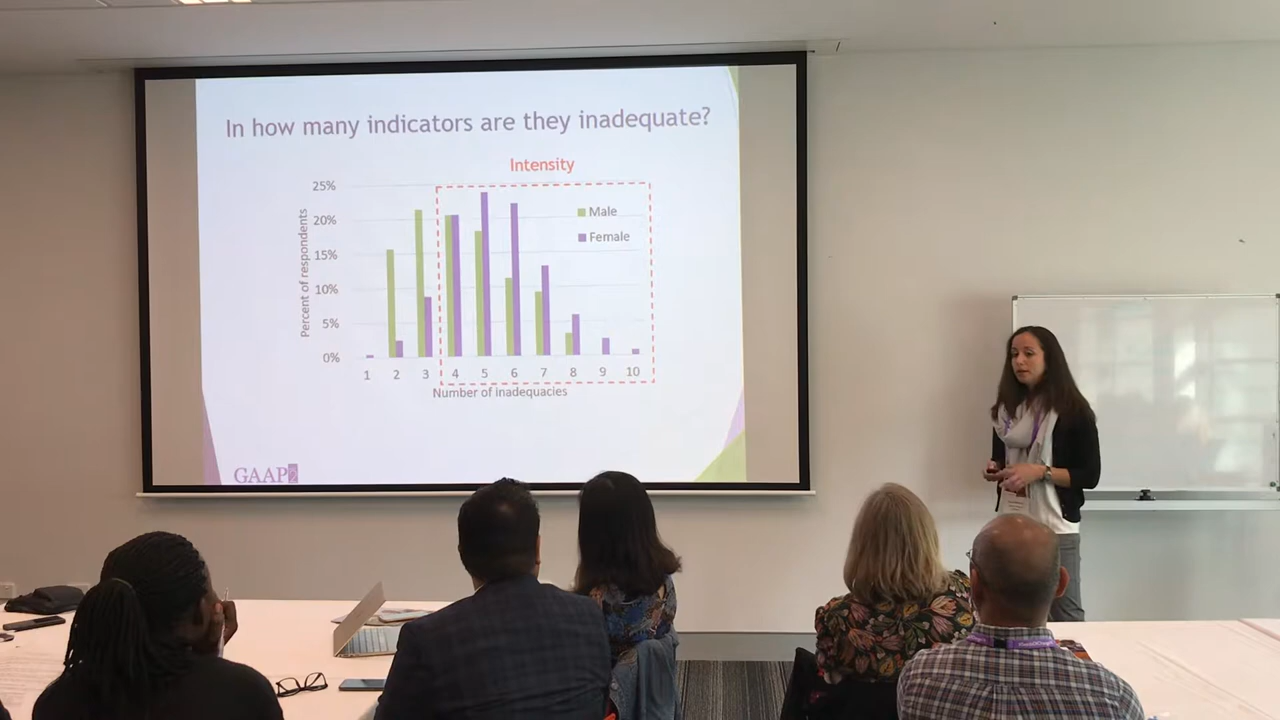 In how many indicators are they inadequate?
Intensity
25%
20%
15%
10%
5%
0%
Percent of respondents
Male
Female
1 2 3 4 5 6 7 8 9 10
Number of inadequacies
GAAP2